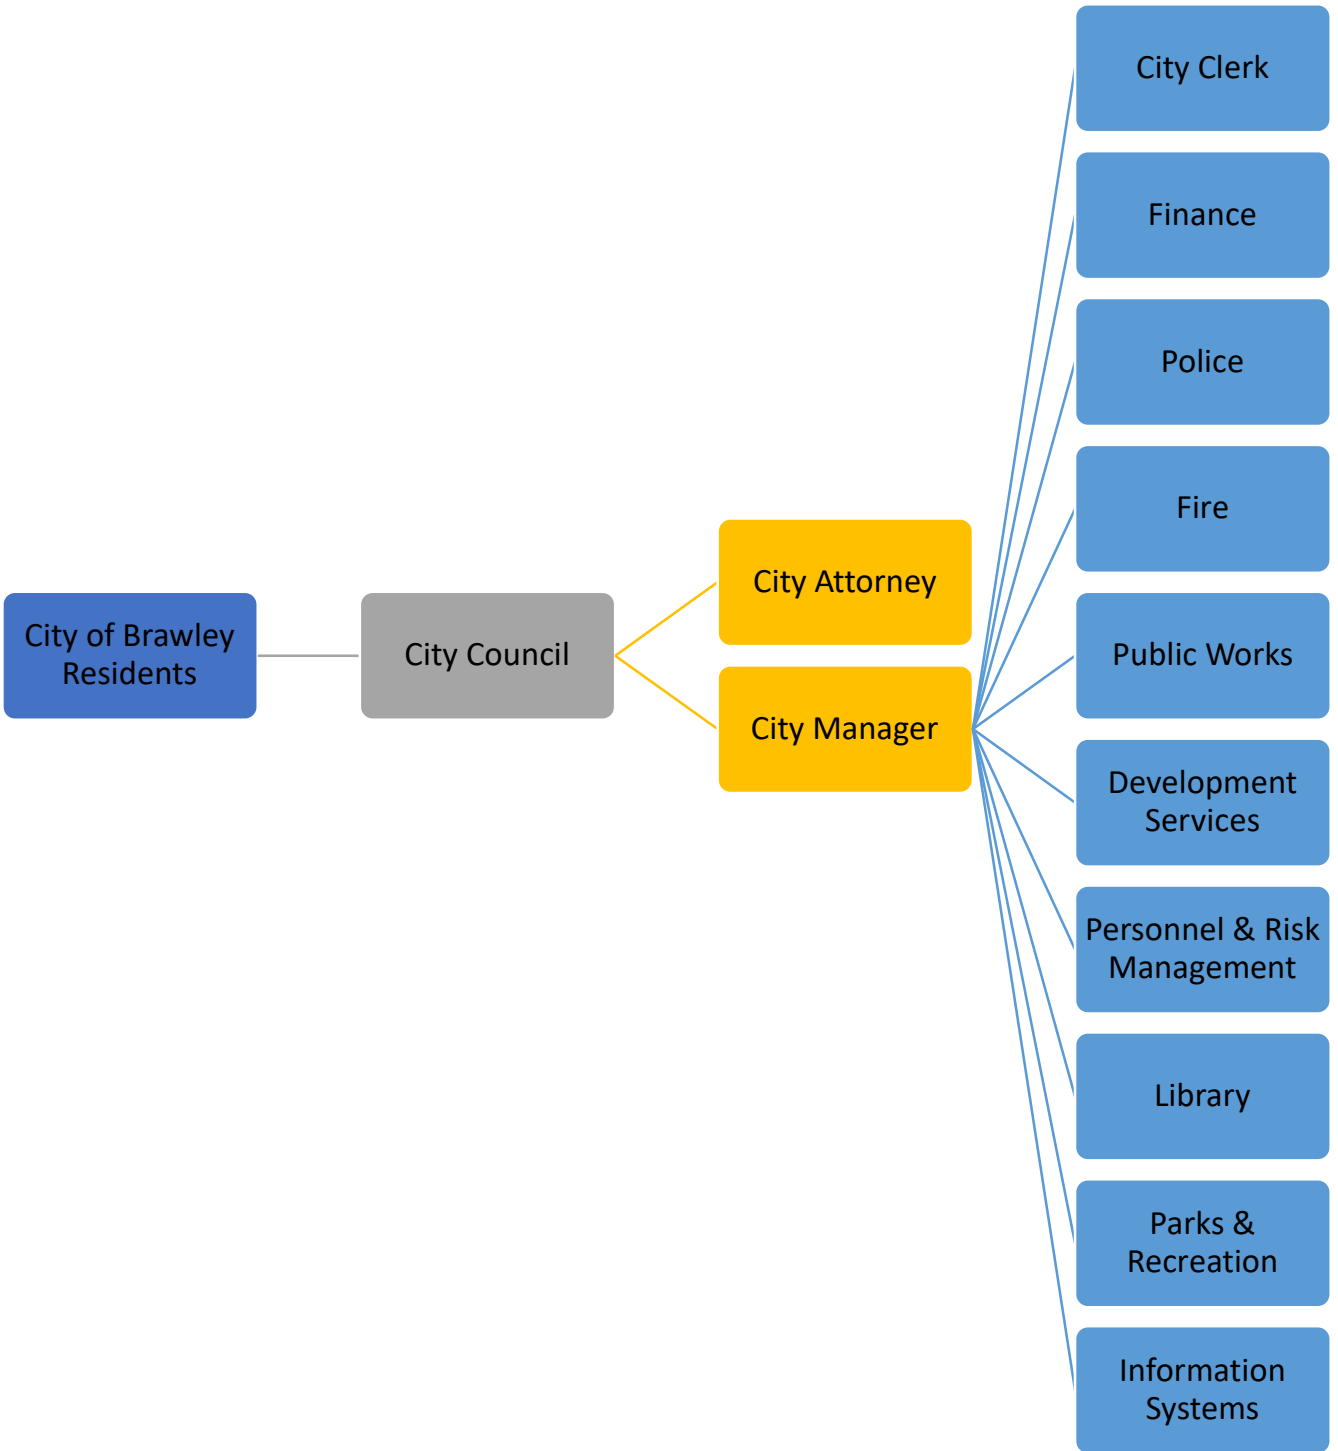 City of Brawley
Residents
City Council
City Attorney
City Manager
City Clerk
Finance
Police
Fire
Public Works
Development
Services
Personnel & Risk
Management
Library
Parks &
Recreation
Information
Systems